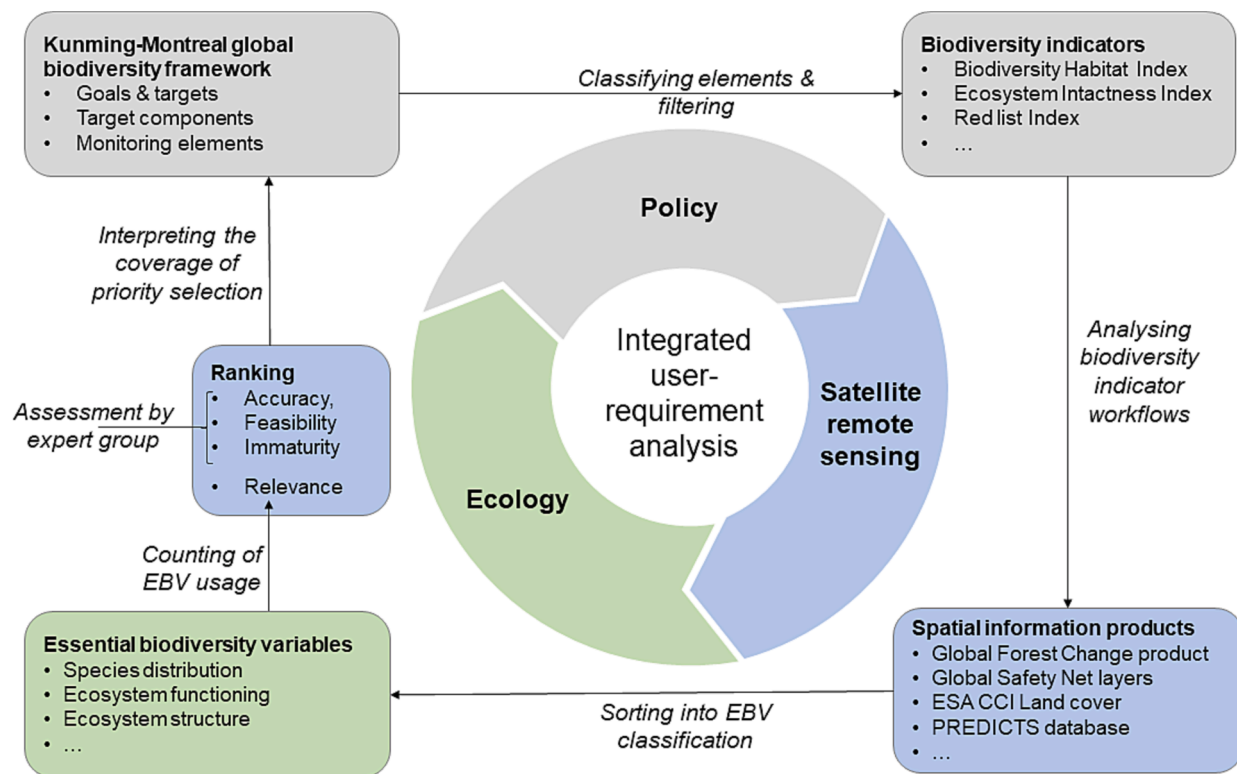 Kunming-Montreal global
biodiversity framework
• Goals & targets
• Target components
• Monitoring elements
Classifying elements &
filtering
Biodiversity indicators
• Biodiversity Habitat Index
• Ecosystem Intactness Index
• Red list Index
• …
Policy
Interpreting the
coverage of
priority selection
Integrated
user-
requirement
analysis
Analysing
biodiversity
indicator
workflows
Satellite
remote
sensing
Ecology
Ranking
• Accuracy,
• Feasibility
• Immaturity
• Relevance
Assessment by
expert group
Counting of
EBV usage
Essential biodiversity variables
• Species distribution
• Ecosystem functioning
• Ecosystem structure
• …
Sorting into EBV
classification
Spatial information products
• Global Forest Change product
• Global Safety Net layers
• ESA CCI Land cover
• PREDICTS database
• …